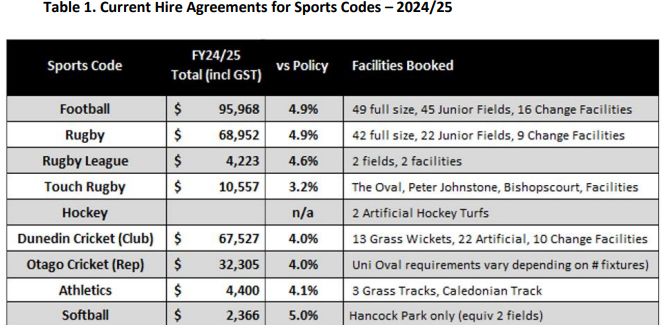 Table 1. Current Hire Agreements for Sports Codes – 2024/25
Sports Code FY24/25 Total (incl GST) vs Policy Facilities Booked
Football $ 95,968 4.9% 49 full size, 45 Junior Fields, 16 Change Facilities
Rugby $ 68,952 4.9% 42 full size, 22 Junior Fields, 9 Change Facilities
Rugby League $ 4,223 4.6% 2 fields, 2 facilities
Touch Rugby $ 10,557 3.2% The Oval, Peter Johnstone, Bishopscourt, Facilities
Hockey n/a 2 Artificial Hockey Turfs
Dunedin Cricket (Club) $ 67,527 4.0% 13 Grass Wickets, 22 Artificial, 10 Change Facilities
Otago Cricket (Rep) $ 32,305 4.0% Uni Oval requirements vary depending on # fixtures)
Athletics $ 4,400 4.1% 3 Grass Tracks, Caledonian Track
Softball $ 2,366 5.0% Hancock Park only (equiv 2 fields)